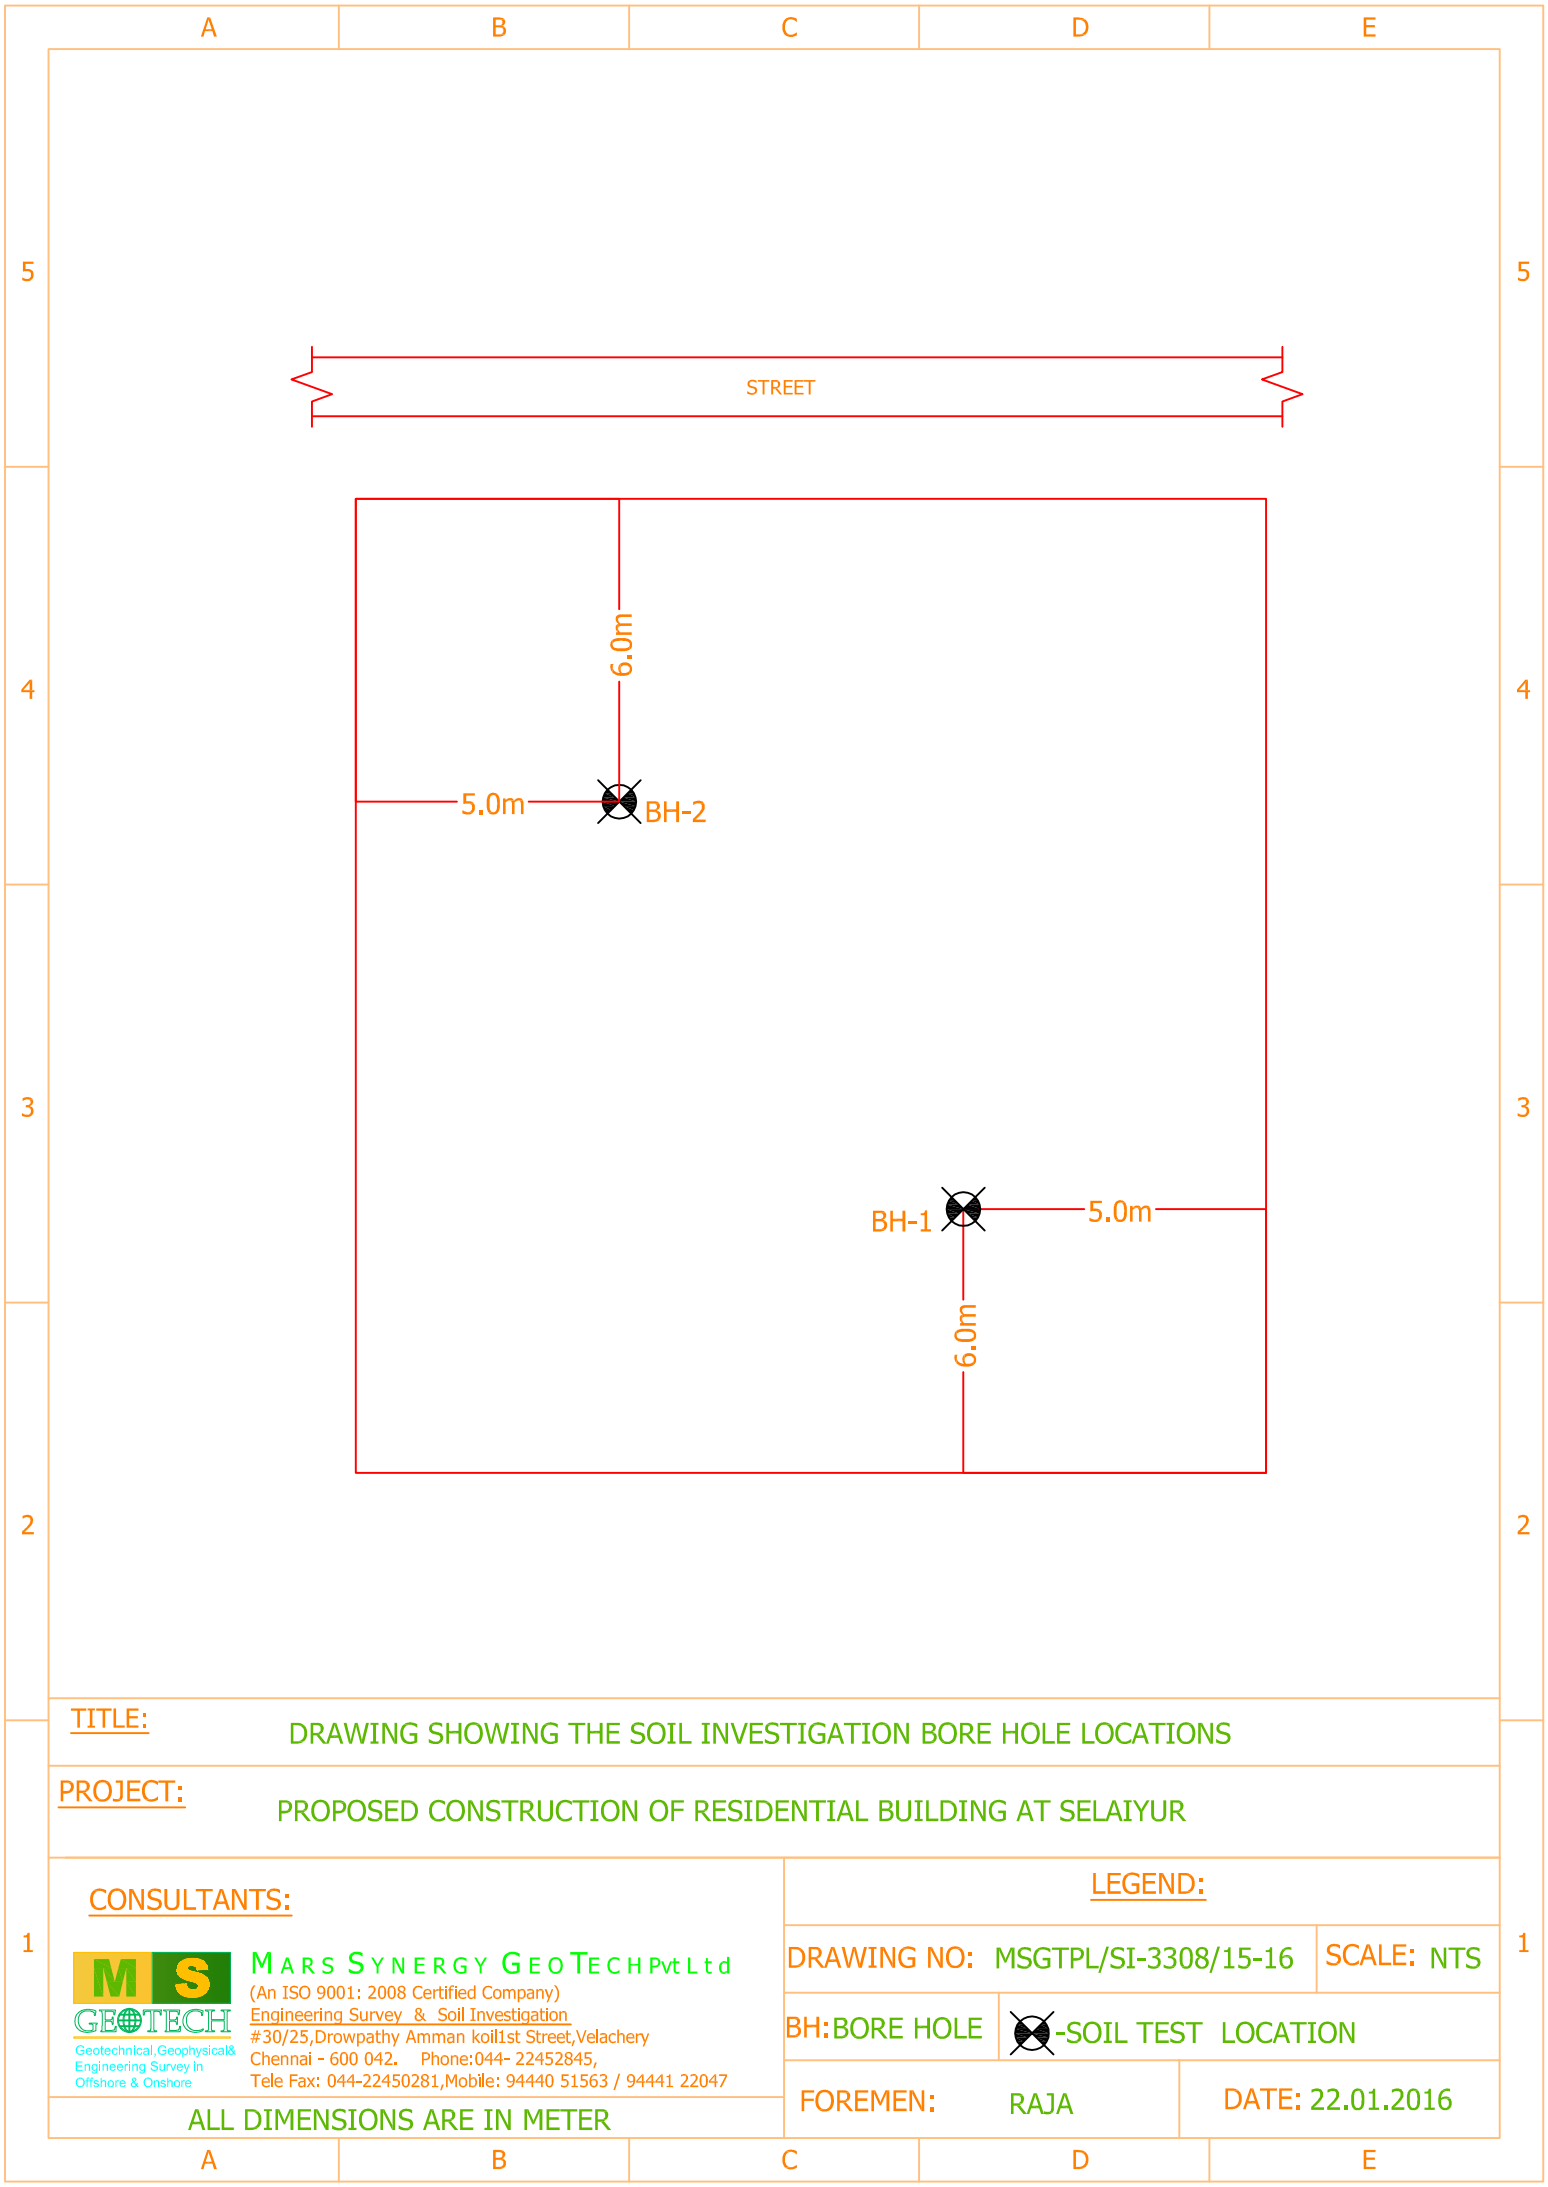 A B C D E
5 5
STREET
4 4
6.0m
5.0m
BH-2
3 3
BH-1
5.0m
6.0m
2 2
TITLE:
DRAWING SHOWING THE SOIL INVESTIGATION BORE HOLE LOCATIONS
PROJECT:
PROPOSED CONSTRUCTION OF RESIDENTIAL BUILDING AT SELAIYUR
CONSULTANTS:
1 1
M S
GEOTECH
Geotechnical,Geophysical&
Engineering Survey in
Offshore & Onshore
MARS SYNERGY GEOTECH Pvt Ltd
(An ISO 9001: 2008 Certified Company)
Engineering Survey & Soil Investigation
#30/25,Drowpathy Amman koil1st Street,Velachery
Chennai - 600 042. Phone:044- 22452845,
Tele Fax: 044-22450281,Mobile: 94440 51563 / 94441 22047
ALL DIMENSIONS ARE IN METER
LEGEND:
DRAWING NO: MSGTPL/SI-3308/15-16
SCALE: NTS
BH:BORE HOLE
-SOIL TEST LOCATION
FOREMEN: RAJA
DATE: 22.01.2016
A B C D E